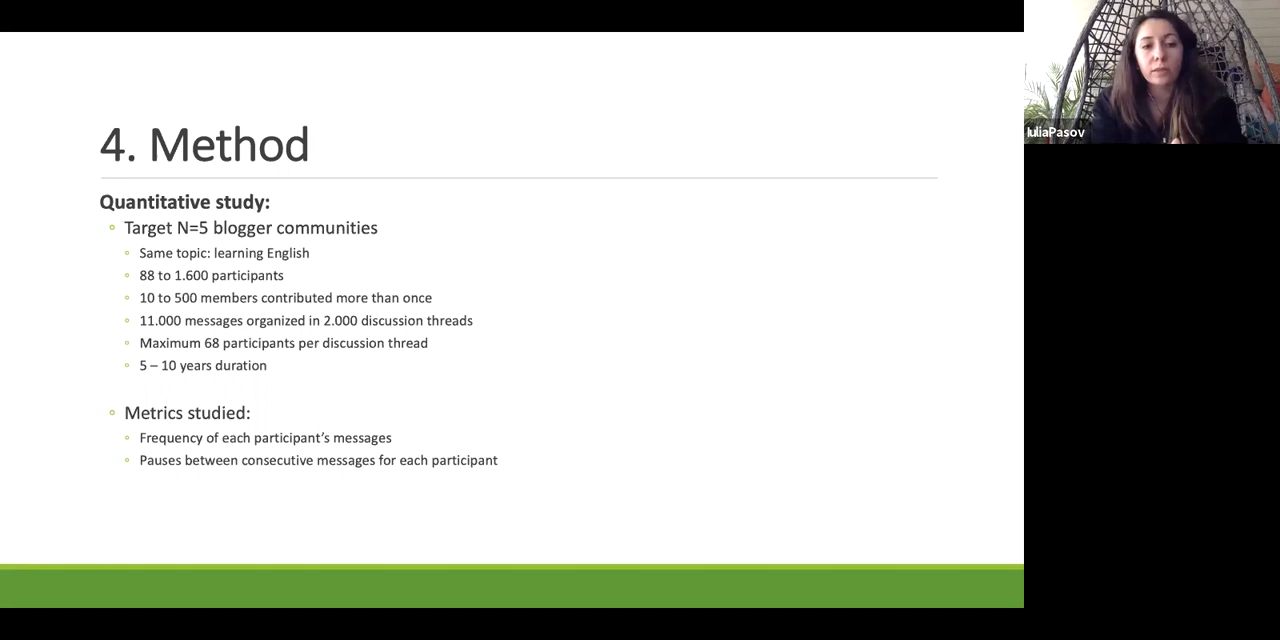 4. Method
Quantitative study:
Target N=5 blogger communities
Same topic: learning English
88 to 1.600 participants
10 to 500 members contributed more than once
11.000 messages organized in 2.000 discussion threads
Maximum 68 participants per discussion thread
5 – 10 years duration
Metrics studied:
Frequency of each participant’s messages
Pauses between consecutive messages for each participant
IuliaPasov